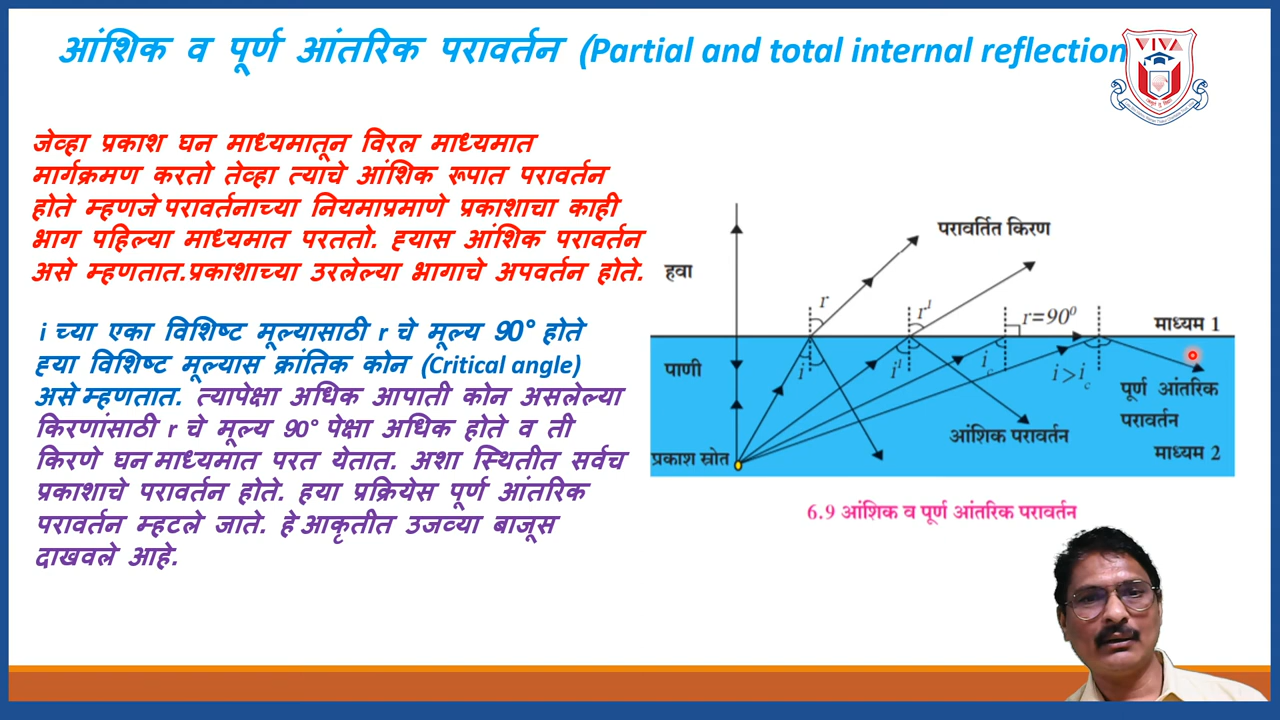 आंशिक व पूर्ण आंतरिक परावर्तन (Partial and total internal reflection
VIVA
जेव्हा प्रकाश घन माध्यमातून विरल माध्यमात
मार्गक्रमण करतो तेव्हा त्याचे आंशिक रूपात परावर्तन
होते म्हणजे परावर्तनाच्या नियमाप्रमाणे प्रकाशाचा काही
भाग पहिल्या माध्यमात परततो. ह्यास आंशिक परावर्तन
असे म्हणतात.प्रकाशाच्या उरलेल्या भागाचे अपवर्तन होते.
i च्या एका विशिष्ट मूल्यासाठी r चे मूल्य 90° होते
ह्या विशिष्ट मूल्यास क्रांतिक कोन (Critical angle)
असे म्हणतात. त्यापेक्षा अधिक आपाती कोन असलेल्या
किरणांसाठी r चे मूल्य 90° पेक्षा अधिक होते व ती
किरणे घन माध्यमात परत येतात. अशा स्थितीत सर्वच
प्रकाशाचे परावर्तन होते. हया प्रक्रियेस पूर्ण आंतरिक
परावर्तन म्हटले जाते. हे आकृतीत उजव्या बाजूस
दाखवले आहे.
परावर्तित किरण
हवा
r
r¹
r=90⁰
माध्यम 1
पाणी
i
i¹
i꜀
i>i꜀
पूर्ण आंतरिक
परावर्तन
आंशिक परावर्तन
प्रकाश स्रोत
माध्यम 2
6.9 आंशिक व पूर्ण आंतरिक परावर्तन